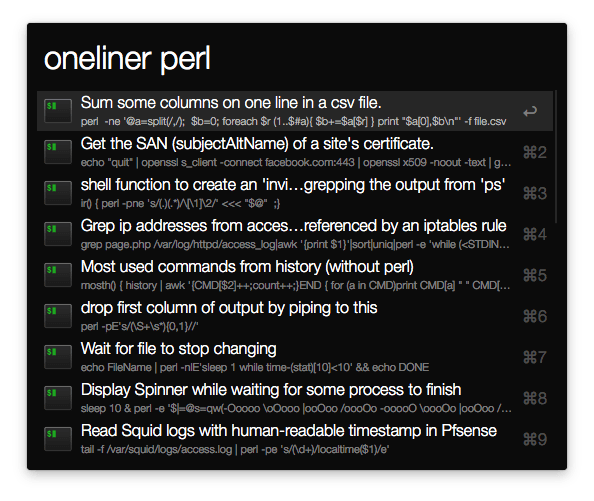 oneliner perl
Sum some columns on one line in a csv file.
perl -ne '@a=split(/,/);  $b=0; foreach $r (1..$#a){ $b+=$a[$r] } print "$a[0],$b\n"' -f file.csv
Get the SAN (subjectAltName) of a site's certificate.
⌘2
echo "quit" | openssl s_client -connect facebook.com:443 | openssl x509 -noout -text | g…
shell function to create an 'invi…grepping the output from 'ps'
⌘3
ir() { perl -pne 's/(.)(.*)/\[\1]\2/' <<< "$@"  ;}
Grep ip addresses from acces…referenced by an iptables rule
⌘4
grep page.php /var/log/httpd/access_log|awk '{print $1}'|sort|uniq|perl -e 'while (<STDIN…
Most used commands from history (without perl)
⌘5
mosth() { history | awk '{CMD[$2]++;count++;}END { for (a in CMD)print CMD[a] " " CMD[…
drop first column of output by piping to this
⌘6
perl -pE's/(\S+\s*){0,1}//'
Wait for file to stop changing
⌘7
echo FileName | perl -nlE'sleep 1 while time-(stat)[10]<10' && echo DONE
Display Spinner while waiting for some process to finish
⌘8
sleep 10 & perl -e '$|=@s=qw(-Ooooo \oOooo |ooOoo /oooOo -ooooO \oooOo |ooOoo /…
Read Squid logs with human-readable timestamp in Pfsense
⌘9
tail -f /var/squid/logs/access.log | perl -pe 's/(\d+)/localtime($1)/e'